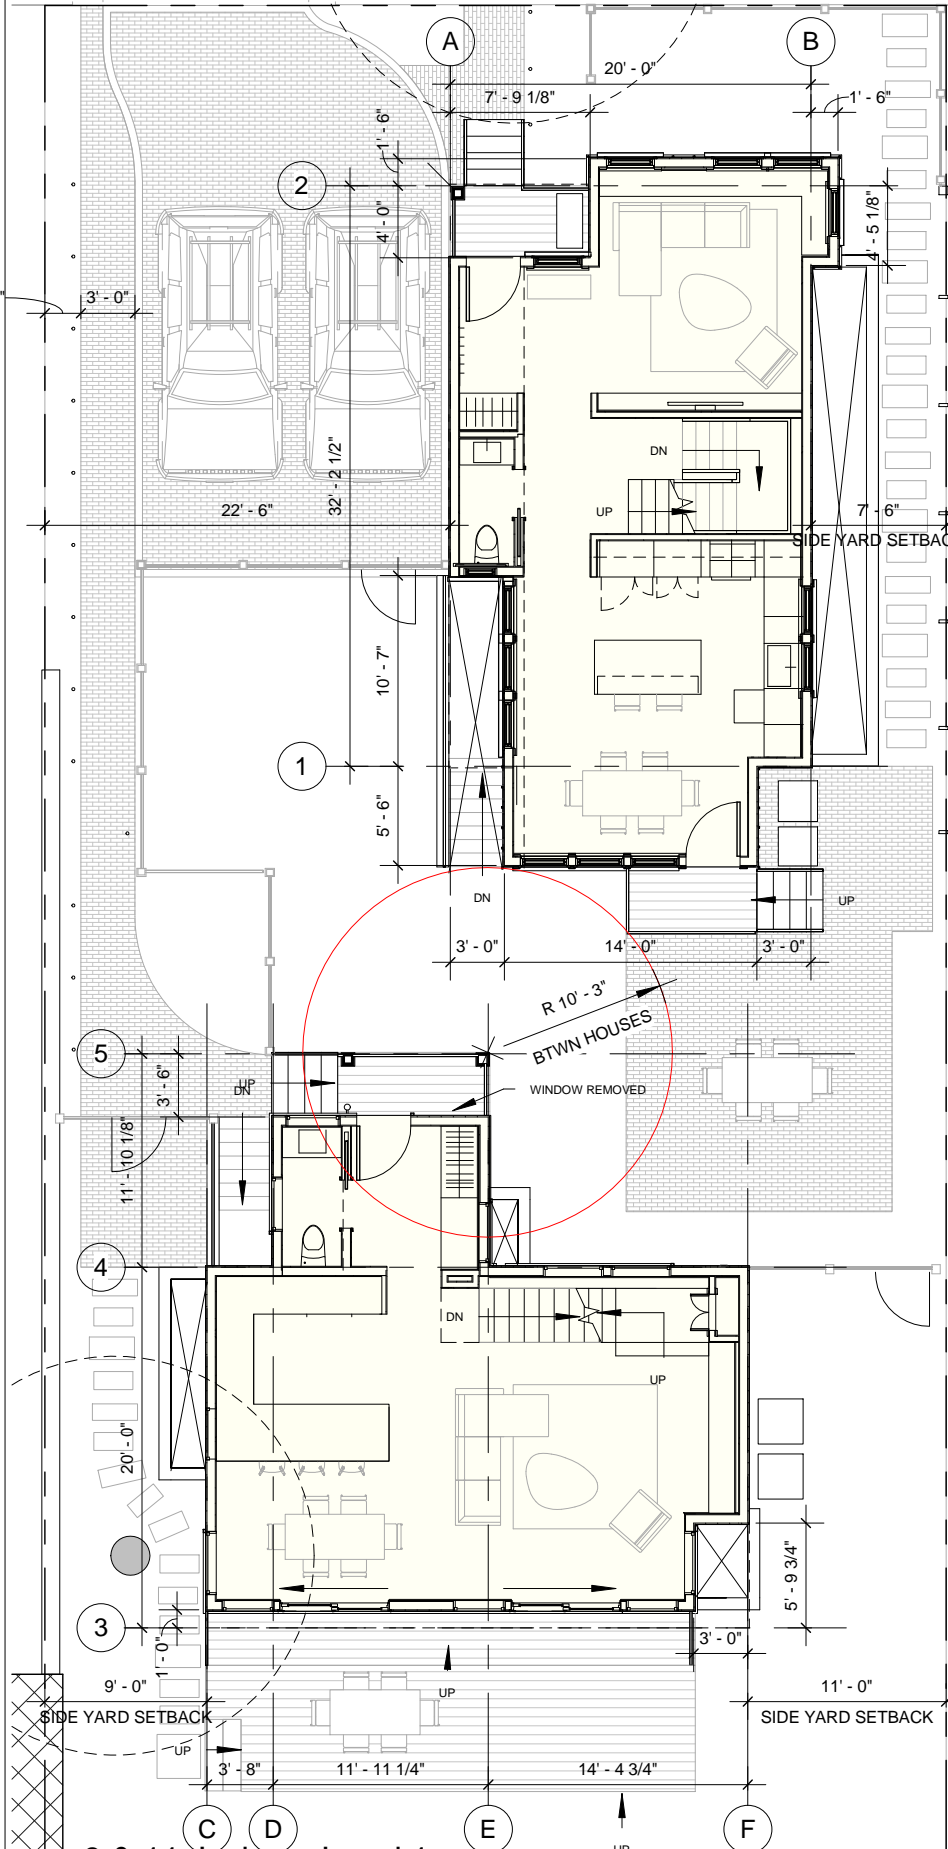 A
B
20' - 0"
7' - 9 1/8"
1' - 6"
1' - 6"
2
4' - 0"
4' - 5 1/8"
"
3' - 0"
32' - 2 1/2"
DN
UP
22' - 6"
7' - 6"
SIDE YARD SETBAC
10' - 7"
1
5' - 6"
DN
UP
3' - 0"
14' - 0"
3' - 0"
R 10' - 3"
BTWN HOUSES
5
3' - 6"
UP
DN
WINDOW REMOVED
11' - 10 1/8"
4
DN
UP
20' - 0"
5' - 9 3/4"
3
1' - 0"
3' - 0"
9' - 0"
SIDE YARD SETBACK
UP
11' - 0"
SIDE YARD SETBACK
UP
3' - 8"
11' - 11 1/4"
14' - 4 3/4"
C
D
E
F
UP